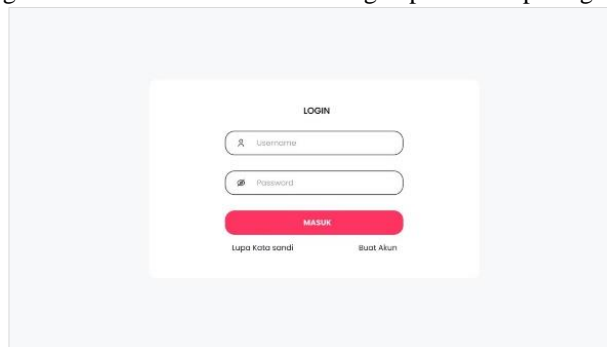 LOGIN
Username
Password
MASUK
Lupa Kata sandi Buat Akun